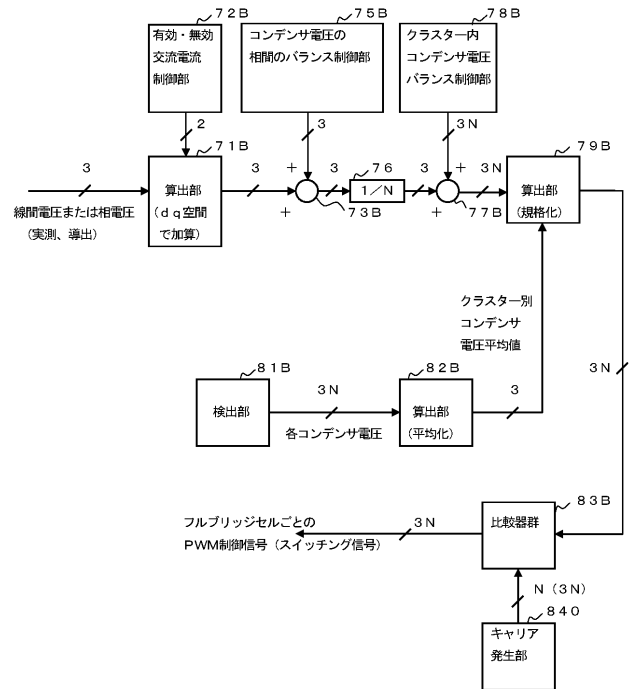 72B
有効・無効
交流電流
制御部
75B
コンデンサ電圧の
相間のバランス制御部
78B
クラスター内
コンデンサ電圧
バランス制御部
2
3
3N
71B
算出部
(dq空間
で加算)
3
線間電圧または相電圧
(実測、導出)
3
+
+
73B
3
76
1/N
3
+
+
77B
3N
79B
算出部
(規格化)
クラスター別
コンデンサ
電圧平均値
3N
81B
検出部
3N
各コンデンサ電圧
82B
算出部
(平均化)
3
83B
比較器群
3N
フルブリッジセルごとの
PWM制御信号(スイッチング信号)
N(3N)
840
キャリア
発生部